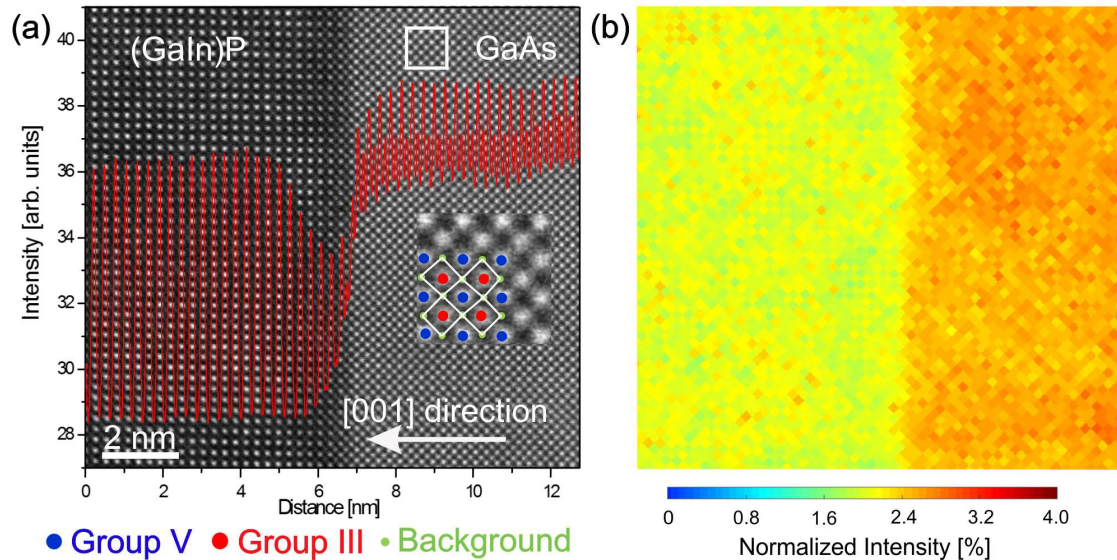 (a)
(GaIn)P
GaAs
Intensity [arb. units]
40
38
36
34
32
30
28
[001] direction
2 nm
0 2 4 6 8 10 12
Distance [nm]
Group V Group III Background
(b)
0 0.8 1.6 2.4 3.2 4.0
Normalized Intensity [%]